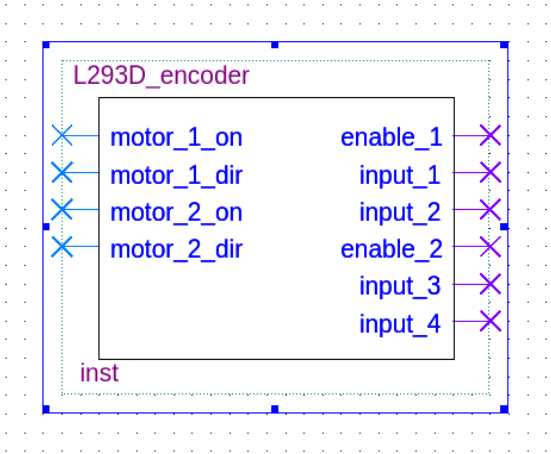 L293D_encoder
motor_1_on enable_1
motor_1_dir input_1
motor_2_on input_2
motor_2_dir enable_2
input_3
input_4
inst